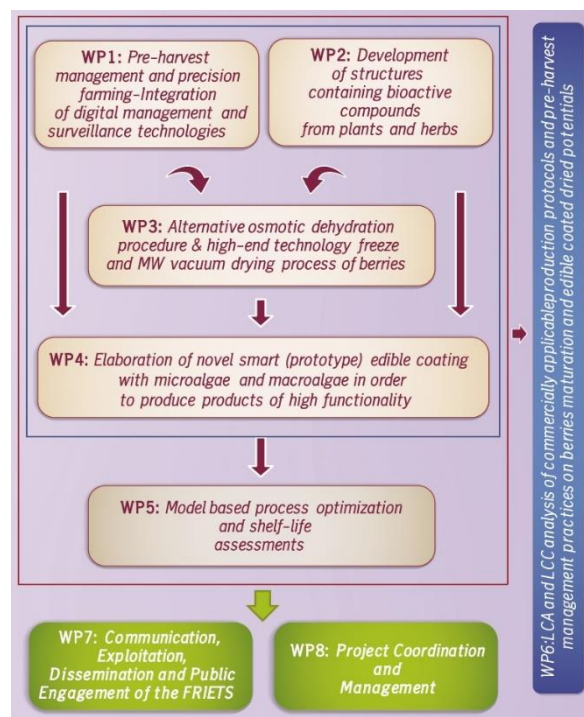 WP1: Pre-harvest
management and precision
farming-Integration
of digital management and
surveillance technologies
WP2: Development
of structures
containing bioactive
compounds
from plants and herbs
WP3: Alternative osmotic dehydration
procedure & high-end technology freeze
and MW vacuum drying process of berries
WP4: Elaboration of novel smart (prototype) edible coating
with microalgae and macroalgae in order
to produce products of high functionality
WP5: Model based process optimization
and shelf-life
assessments
WP6:LCA and LCC analysis of commercially applicableproduction protocols and pre-harvest
management practices on berries maturation and edible coated dried potentials
WP7: Communication,
Exploitation,
Dissemination and Public
Engagement of the FRIETS
WP8: Project Coordination
and
Management